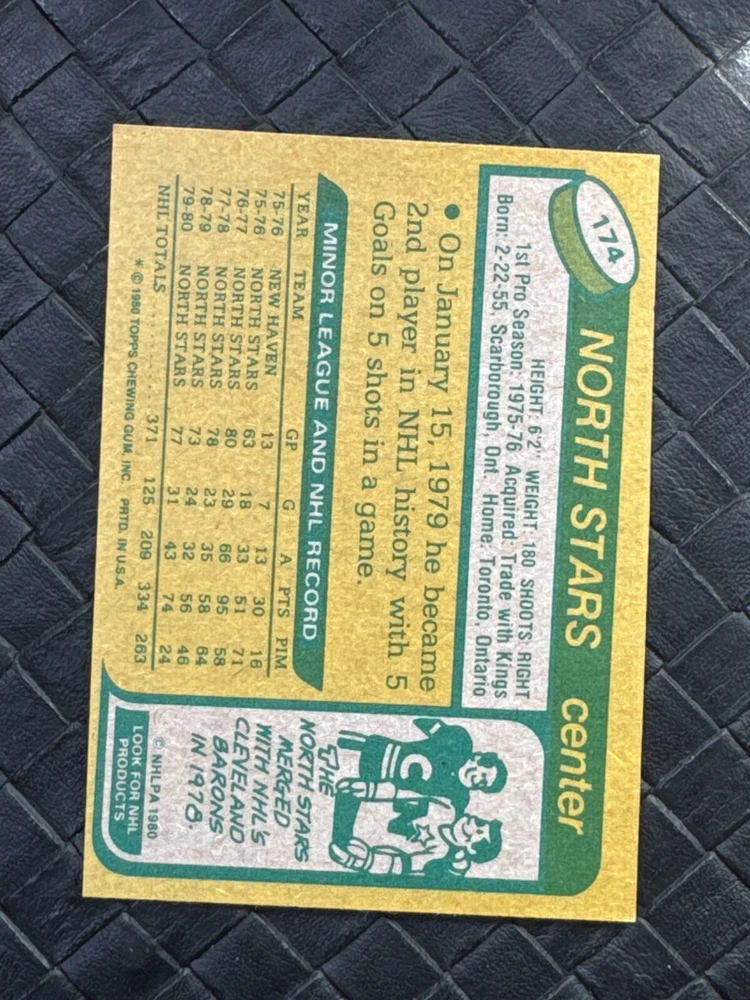 174
NORTH STARS center
HEIGHT: 6'2" WEIGHT: 180 SHOOTS: RIGHT
1st Pro Season: 1975-76 Acquired: Trade with Kings
Born: 2-22-55, Scarborough, Ont. Home: Toronto, Ontario
● On January 15, 1979 he became
2nd player in NHL history with 5
Goals on 5 shots in a game.
MINOR LEAGUE AND NHL RECORD
YEAR TEAM GP G A PTS PIM
75-76 NEW HAVEN 13 7 13 30 16
75-76 NORTH STARS 63 18 33 51 71
76-77 NORTH STARS 80 29 66 95 58
77-78 NORTH STARS 78 23 35 58 64
78-79 NORTH STARS 73 24 32 56 46
79-80 NORTH STARS 77 31 43 74 24
NHL TOTALS ........ 371 125 209 334 263
* © 1980 TOPPS CHEWING GUM, INC. PRTD. IN U.S.A.
C
N
THE
NORTH STARS
MERGED
WITH NHL'S
CLEVELAND
BARONS
IN 1978.
© NHLPA 1980
LOOK FOR NHL
PRODUCTS